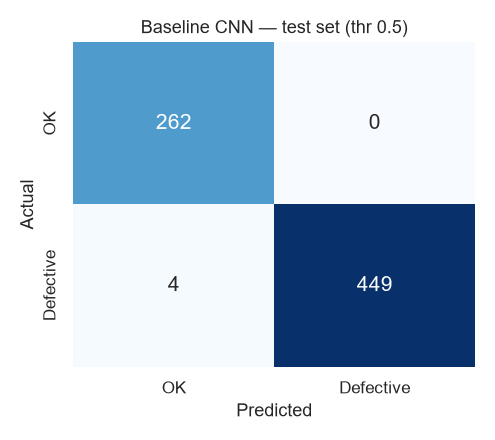 Baseline CNN — test set (thr 0.5)
Actual
OK
262
0
Defective
4
449
OK
Defective
Predicted